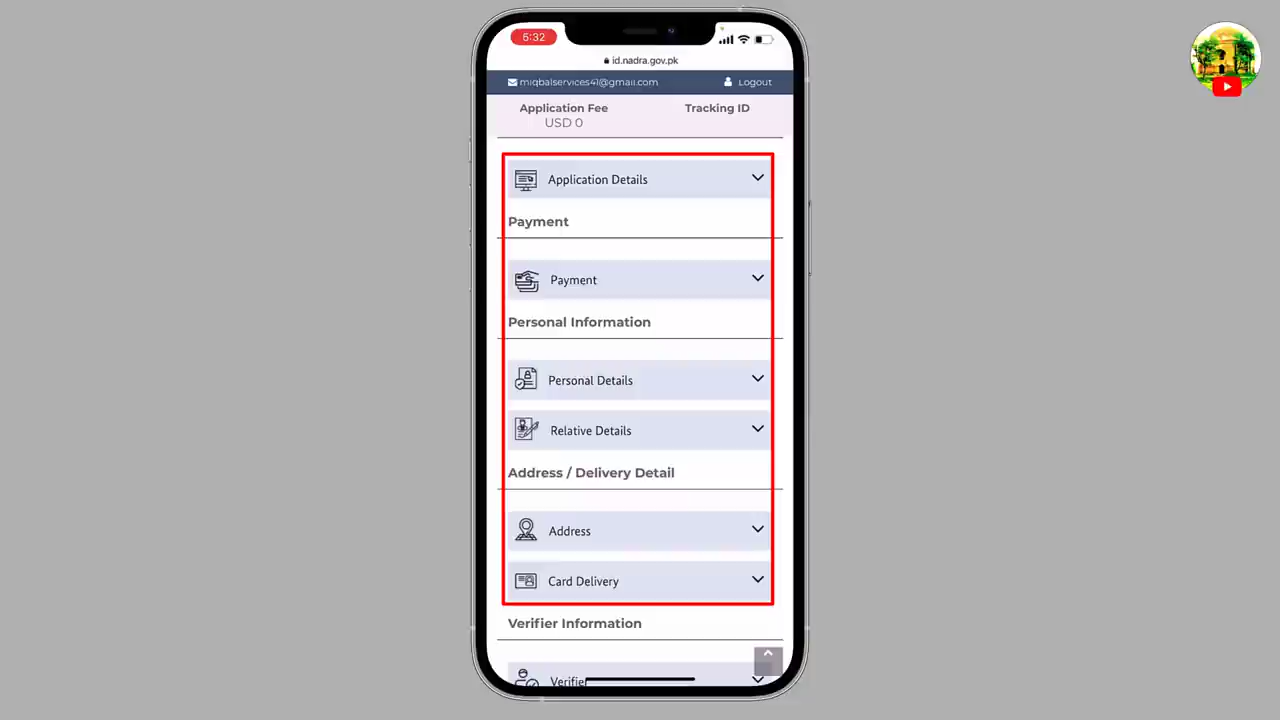 5:32
id.nadra.gov.pk
miqbalservices41@gmail.com Logout
Application Fee Tracking ID
USD 0
Application Details
Payment
Payment
Personal Information
Personal Details
Relative Details
Address / Delivery Detail
Address
Card Delivery
Verifier Information
Verifier